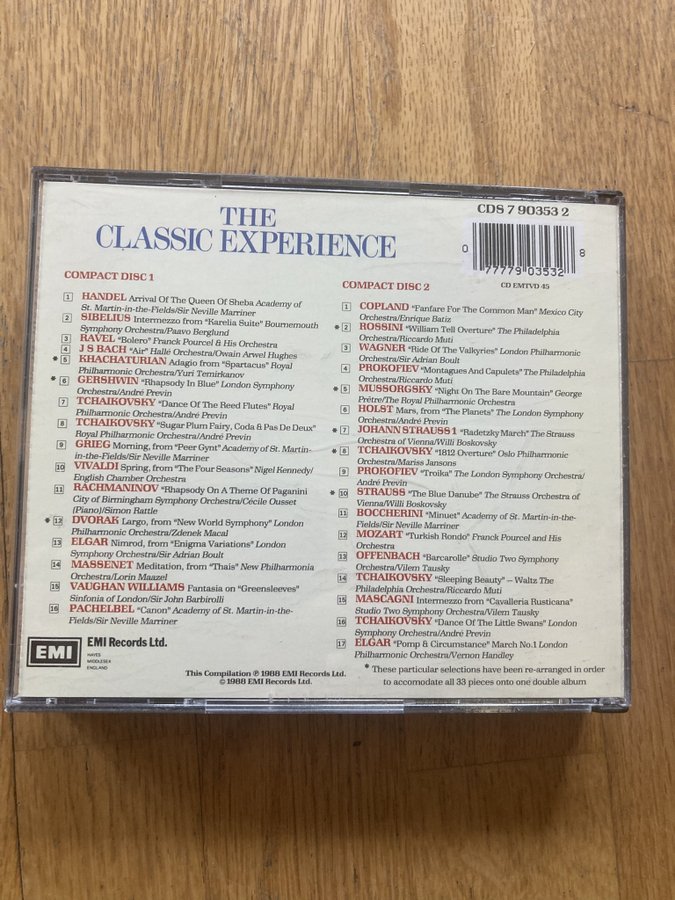 THE
CLASSIC EXPERIENCE
CDS 7 90353 2
0 77779 03532 8
CD EMTVD 45
COMPACT DISC 1
1 HANDEL Arrival Of The Queen Of Sheba Academy of
St. Martin-in-the-Fields/Sir Neville Marriner
2 SIBELIUS Intermezzo from "Karelia Suite" Bournemouth
Symphony Orchestra/Paavo Berglund
3 RAVEL "Bolero" Franck Pourcel & His Orchestra
4 J S BACH "Air" Hallé Orchestra/Owain Arwel Hughes
* 5 KHACHATURIAN Adagio from "Spartacus" Royal
Philharmonic Orchestra/Yuri Temirkanov
* 6 GERSHWIN "Rhapsody In Blue" London Symphony
Orchestra/André Previn
7 TCHAIKOVSKY "Dance Of The Reed Flutes" Royal
Philharmonic Orchestra/André Previn
8 TCHAIKOVSKY "Sugar Plum Fairy, Coda & Pas De Deux"
Royal Philharmonic Orchestra/André Previn
9 GRIEG Morning, from "Peer Gynt" Academy of St. Martin-
in-the-Fields/Sir Neville Marriner
10 VIVALDI Spring, from "The Four Seasons" Nigel Kennedy/
English Chamber Orchestra
11 RACHMANINOV "Rhapsody On A Theme Of Paganini
City of Birmingham Symphony Orchestra/Cécile Ousset
(Piano)/Simon Rattle
* 12 DVORAK Largo, from "New World Symphony" London
Philharmonic Orchestra/Zdenek Macal
13 ELGAR Nimrod, from "Enigma Variations" London
Symphony Orchestra/Sir Adrian Boult
14 MASSENET Meditation, from "Thais" New Philharmonia
Orchestra/Lorin Maazel
15 VAUGHAN WILLIAMS Fantasia on "Greensleeves"
Sinfonia of London/Sir John Barbirolli
16 PACHELBEL "Canon" Academy of St. Martin-in-the-
Fields/Sir Neville Marriner
COMPACT DISC 2
1 COPLAND "Fanfare For The Common Man" Mexico City
Orchestra/Enrique Batiz
* 2 ROSSINI "William Tell Overture" The Philadelphia
Orchestra/Riccardo Muti
3 WAGNER "Ride Of The Valkyries" London Philharmonic
Orchestra/Sir Adrian Boult
4 PROKOFIEV "Montagues And Capulets" The Philadelphia
Orchestra/Riccardo Muti
* 5 MUSSORGSKY "Night On The Bare Mountain" George
Prêtre/The Royal Philharmonic Orchestra
6 HOLST Mars, from "The Planets" The London Symphony
Orchestra/André Previn
* 7 JOHANN STRAUSS 1 "Radetzky March" The Strauss
Orchestra of Vienna/Willi Boskovsky
* 8 TCHAIKOVSKY "1812 Overture" Oslo Philharmonic
Orchestra/Mariss Jansons
9 PROKOFIEV "Troika" The London Symphony Orchestra/
André Previn
* 10 STRAUSS "The Blue Danube" The Strauss Orchestra of
Vienna/Willi Boskovsky
11 BOCCHERINI "Minuet" Academy of St. Martin-in-the-
Fields/Sir Neville Marriner
12 MOZART "Turkish Rondo" Franck Pourcel and His
Orchestra
13 OFFENBACH "Barcarolle" Studio Two Symphony
Orchestra/Vilem Tausky
14 TCHAIKOVSKY "Sleeping Beauty" – Waltz The
Philadelphia Orchestra/Riccardo Muti
15 MASCAGNI Intermezzo from "Cavalleria Rusticana"
Studio Two Symphony Orchestra/Vilem Tausky
16 TCHAIKOVSKY "Dance Of The Little Swans" London
Symphony Orchestra/André Previn
17 ELGAR "Pomp & Circumstance" March No.1 London
Philharmonic Orchestra/Vernon Handley
* These particular selections have been re-arranged in order
to accomodate all 33 pieces onto one double album
EMI
EMI Records Ltd.
HAYES
MIDDLESEX
ENGLAND
This Compilation ℗ 1988 EMI Records Ltd.
© 1988 EMI Records Ltd.